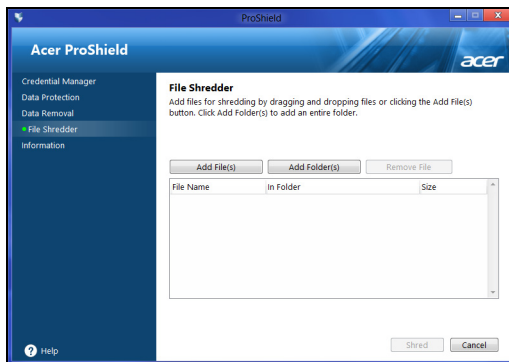 ProShield
Acer ProShield
acer
Credential Manager
Data Protection
Data Removal
File Shredder
Information
File Shredder
Add files for shredding by dragging and dropping files or clicking the Add File(s)
button. Click Add Folder(s) to add an entire folder.
Add File(s) Add Folder(s) Remove File
File Name In Folder Size
Shred Cancel
? Help